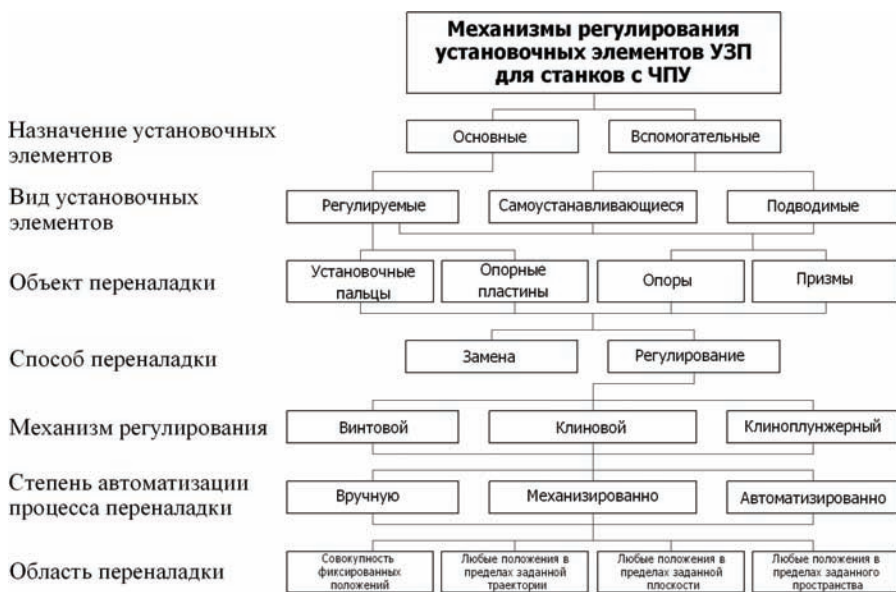 Механизмы регулирования
установочных элементов УЗП
для станков с ЧПУ
Назначение установочных
элементов
Основные
Вспомогательные
Вид установочных
элементов
Регулируемые
Самоустанавливающиеся
Подводимые
Объект переналадки
Установочные
пальцы
Опорные
пластины
Опоры
Призмы
Способ переналадки
Замена
Регулирование
Механизм регулирования
Винтовой
Клиновой
Клиноплунжерный
Степень автоматизации
процесса переналадки
Вручную
Механизированно
Автоматизированно
Область переналадки
Совокупность
фиксированных
положений
Любые положения в
пределах заданной
траектории
Любые положения в
пределах заданной
плоскости
Любые положения в
пределах заданного
пространства